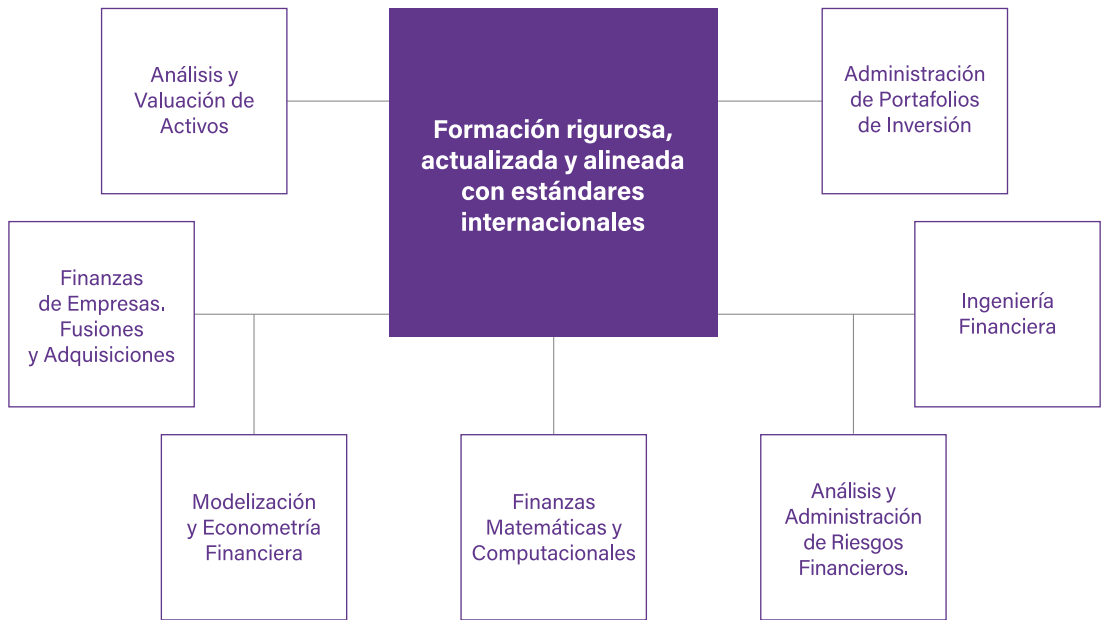 Análisis y
Valuación de
Activos
Formación rigurosa,
actualizada y alineada
con estándares
internacionales
Administración
de Portafolios
de Inversión
Finanzas
de Empresas.
Fusiones
y Adquisiciones
Ingeniería
Financiera
Modelización
y Econometría
Financiera
Finanzas
Matemáticas y
Computacionales
Análisis y
Administración
de Riesgos
Financieros.